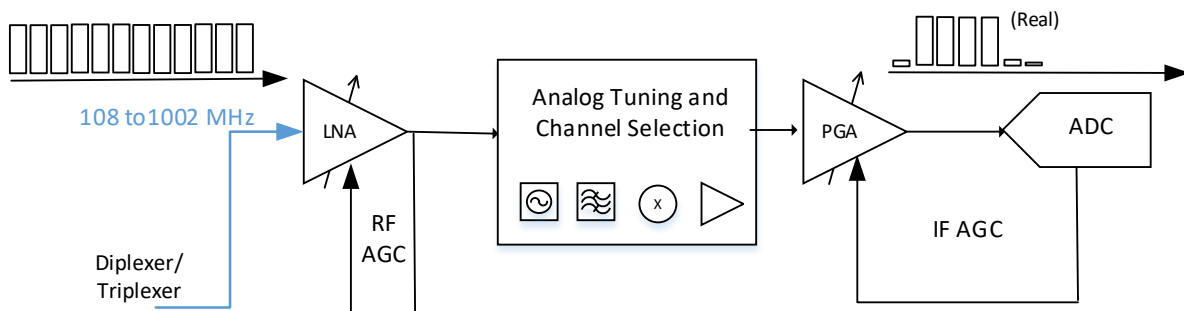 (Real)
108 to1002 MHz
LNA
Analog Tuning and
Channel Selection
x
PGA
ADC
RF
AGC
IF AGC
Diplexer/
Triplexer